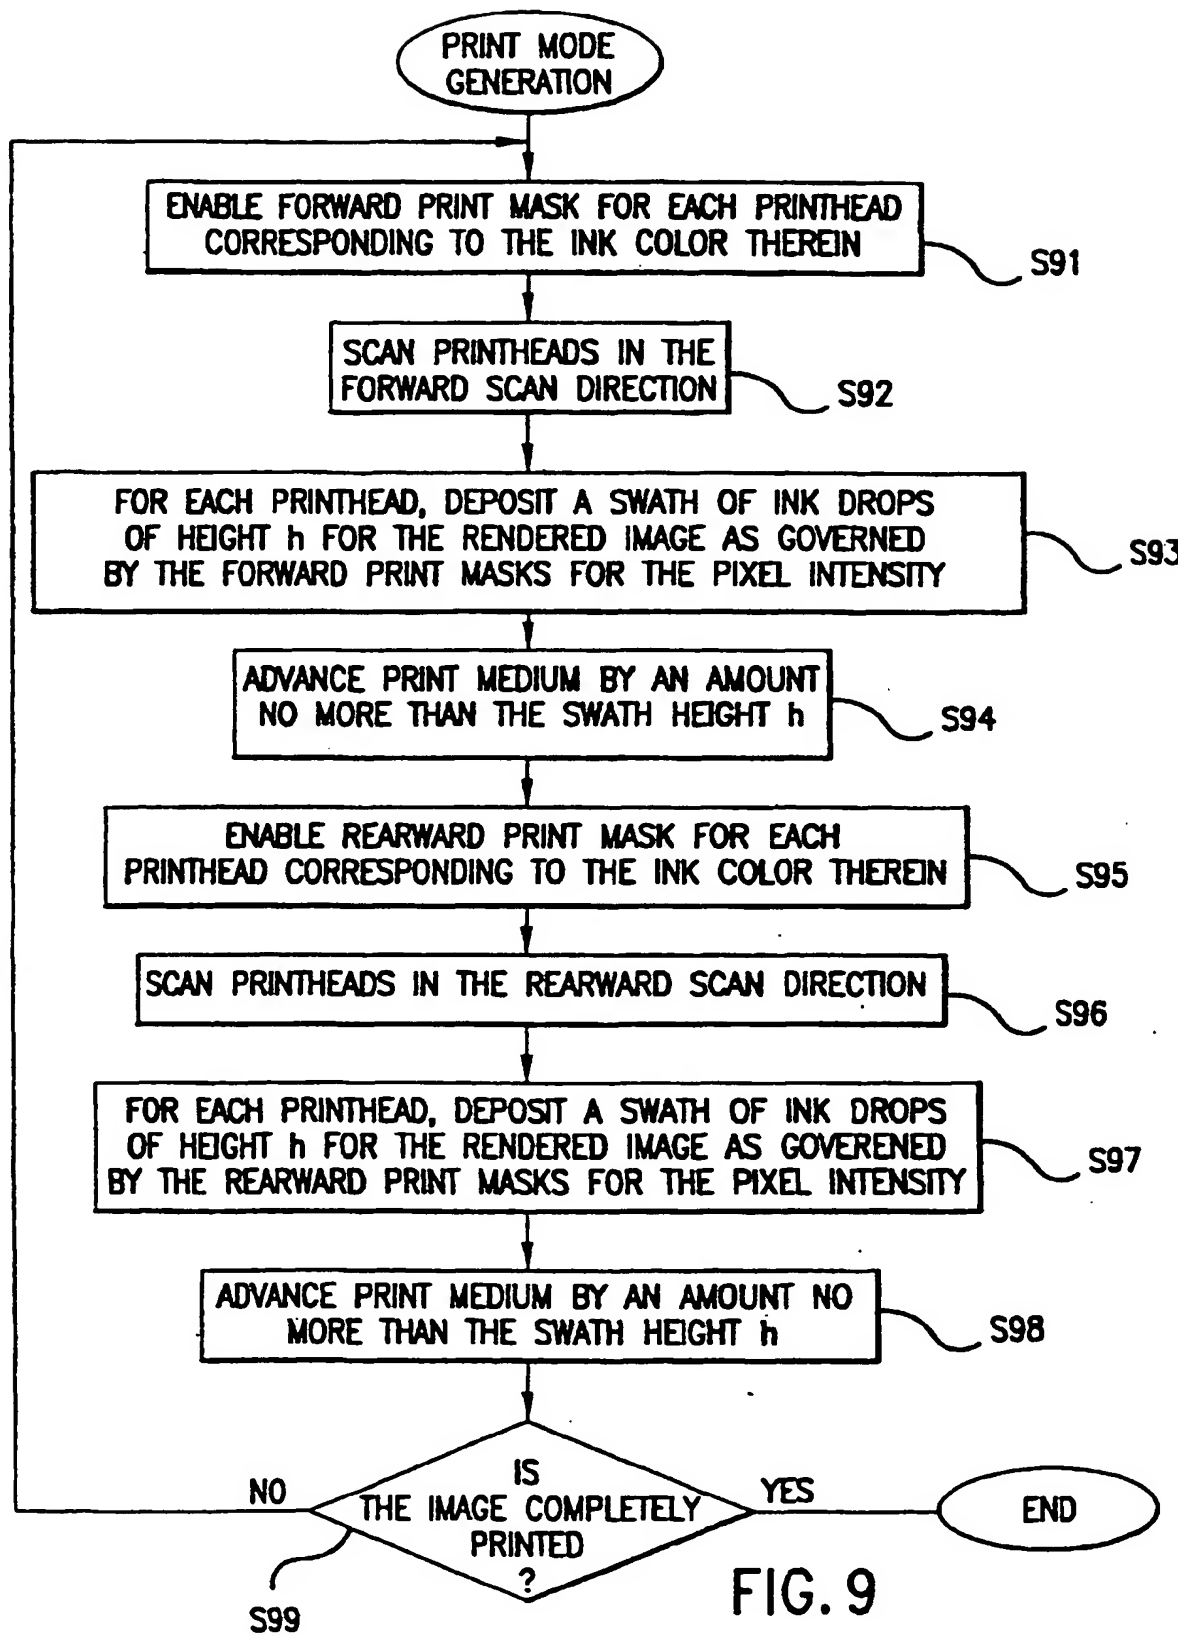 PRINT MODE
GENERATION
ENABLE FORWARD PRINT MASK FOR EACH PRINTHEAD
CORRESPONDING TO THE INK COLOR THEREIN
S91
SCAN PRINTHEADS IN THE
FORWARD SCAN DIRECTION
S92
FOR EACH PRINTHEAD, DEPOSIT A SWATH OF INK DROPS
OF HEIGHT h FOR THE RENDERED IMAGE AS GOVERNED
BY THE FORWARD PRINT MASKS FOR THE PIXEL INTENSITY
S93
ADVANCE PRINT MEDIUM BY AN AMOUNT
NO MORE THAN THE SWATH HEIGHT h
S94
ENABLE REARWARD PRINT MASK FOR EACH
PRINTHEAD CORRESPONDING TO THE INK COLOR THEREIN
S95
SCAN PRINTHEADS IN THE REARWARD SCAN DIRECTION
S96
FOR EACH PRINTHEAD, DEPOSIT A SWATH OF INK DROPS
OF HEIGHT h FOR THE RENDERED IMAGE AS GOVERENED
BY THE REARWARD PRINT MASKS FOR THE PIXEL INTENSITY
S97
ADVANCE PRINT MEDIUM BY AN AMOUNT NO
MORE THAN THE SWATH HEIGHT h
S98
IS
THE IMAGE COMPLETELY
PRINTED
?
NO
YES
END
S99
FIG. 9